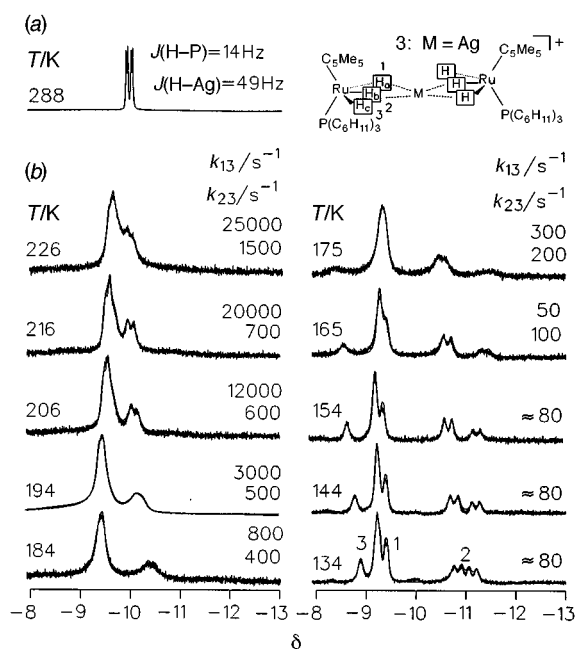 (a)
T/K
288
J(H–P)=14Hz
J(H–Ag)=49Hz
3: M = Ag
C5Me5
Ru
P(C6H11)3
1
Ha
Hb
Hc
3
2
M
H
H
H
C5Me5
]+
Ru
P(C6H11)3
(b)
T/K
k13/s−1
k23/s−1
226
25000
1500
216
20000
700
206
12000
600
194
3000
500
184
800
400
−8
−9
−10
−11
−12
−13
T/K
k13/s−1
k23/s−1
175
300
200
165
50
100
154
≈80
144
≈80
134
3
1
2
≈80
−8
−9
−10
−11
−12
−13
δ